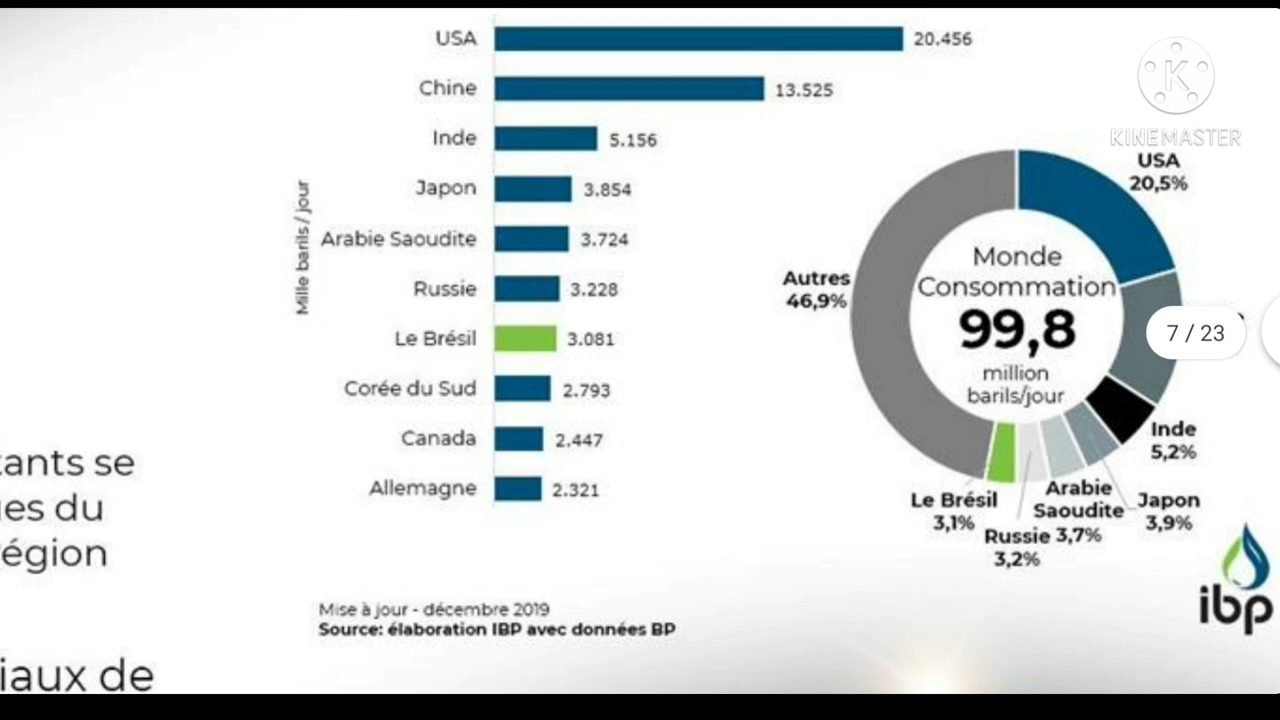 USA 20.456
Chine 13.525
Inde 5.156
Japon 3.854
Arabie Saoudite 3.724
Russie 3.228
Le Brésil 3.081
Corée du Sud 2.793
Canada 2.447
Allemagne 2.321
Mille barils / jour
KINEMASTER
USA
20,5%
Autres
46,9%
Monde
Consommation
99,8
million
barils/jour
7 / 23
Inde
5,2%
Japon
3,9%
Arabie
Saoudite
3,7%
Russie
3,2%
Le Brésil
3,1%
ibp
Mise à jour - décembre 2019
Source: élaboration IBP avec données BP
tants se
es du
région
iaux de